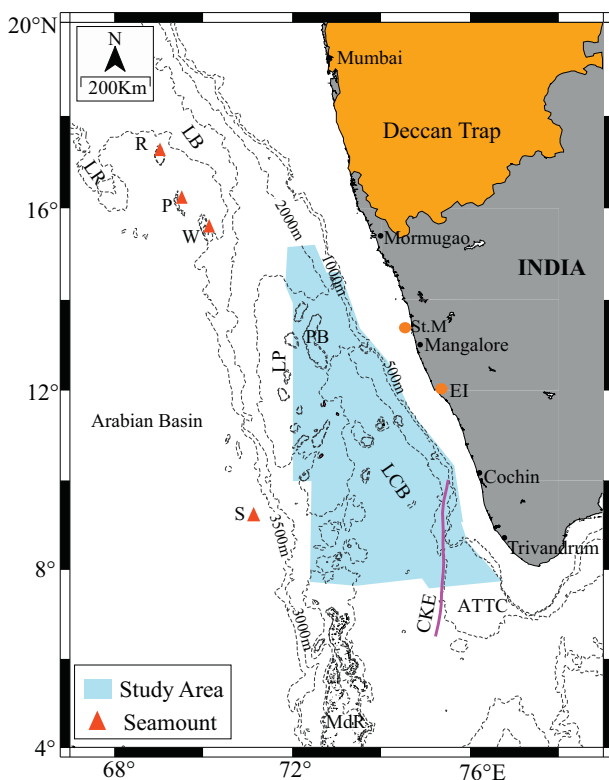 20°N
N
200Km
Mumbai
Deccan Trap
R
LB
LR
P
W
16°
2000m
1000m
Mormugao
INDIA
St.M
PB
Mangalore
LP
500m
12°
EI
Arabian Basin
LCB
Cochin
S
3500m
Trivandrum
8°
CKE
ATTC
3000m
Study Area
Seamount
MdR
4°
68°
72°
76°E